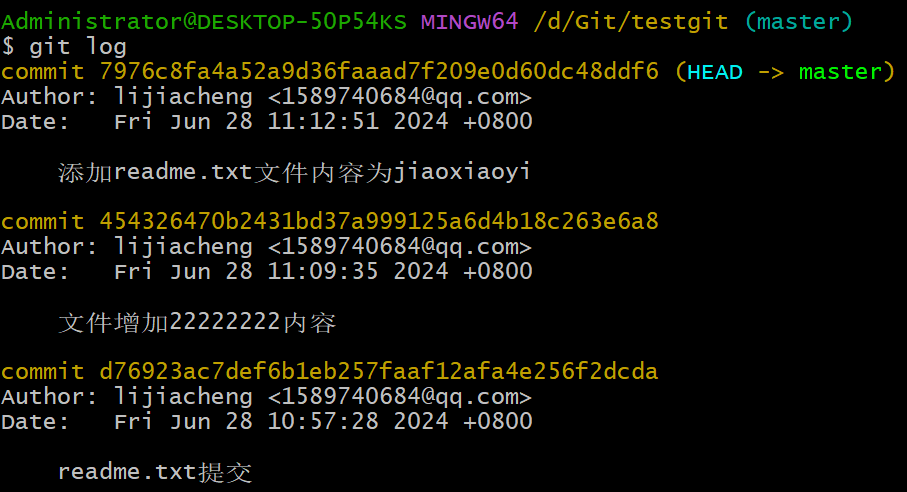 Administrator@DESKTOP-50P54KS MINGW64 /d/Git/testgit (master)
$ git log
commit 7976c8fa4a52a9d36faaad7f209e0d60dc48ddf6 (HEAD -> master)
Author: lijiacheng <1589740684@qq.com>
Date:   Fri Jun 28 11:12:51 2024 +0800
添加readme.txt文件内容为jiaoxiaoyi
commit 454326470b2431bd37a999125a6d4b18c263e6a8
Author: lijiacheng <1589740684@qq.com>
Date:   Fri Jun 28 11:09:35 2024 +0800
文件增加22222222内容
commit d76923ac7def6b1eb257faaf12afa4e256f2dcda
Author: lijiacheng <1589740684@qq.com>
Date:   Fri Jun 28 10:57:28 2024 +0800
readme.txt提交